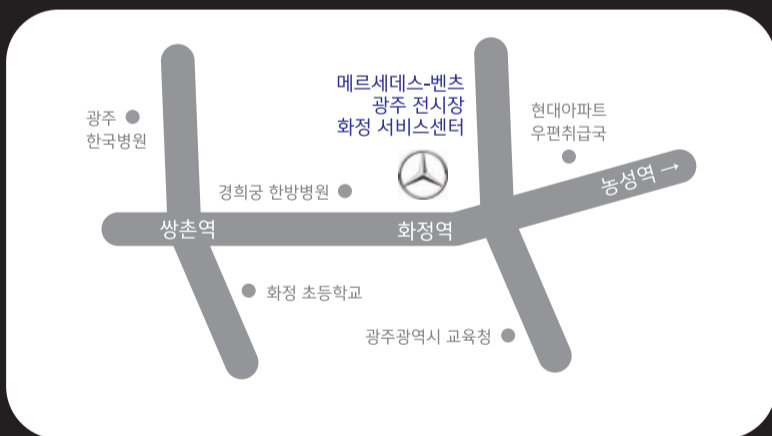 메르세데스-벤츠
광주 전시장
화정 서비스센터
광주
한국병원
현대아파트
우편취급국
경희궁 한방병원
농성역 →
쌍촌역
화정역
화정 초등학교
광주광역시 교육청